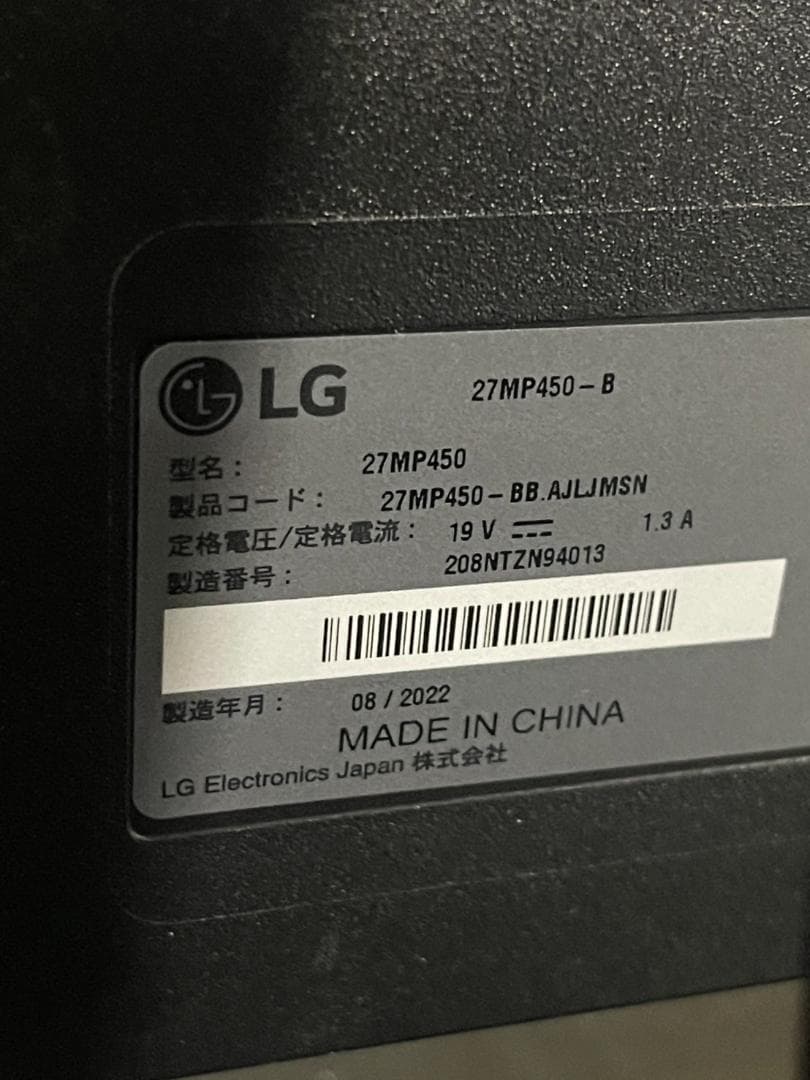 LG 27MP450-B
型名: 27MP450
製品コード: 27MP450-BB.AJLJMSN
定格電圧/定格電流: 19 V ⎓ 1.3 A
製造番号: 208NTZN94013
製造年月: 08 / 2022
MADE IN CHINA
LG Electronics Japan 株式会社